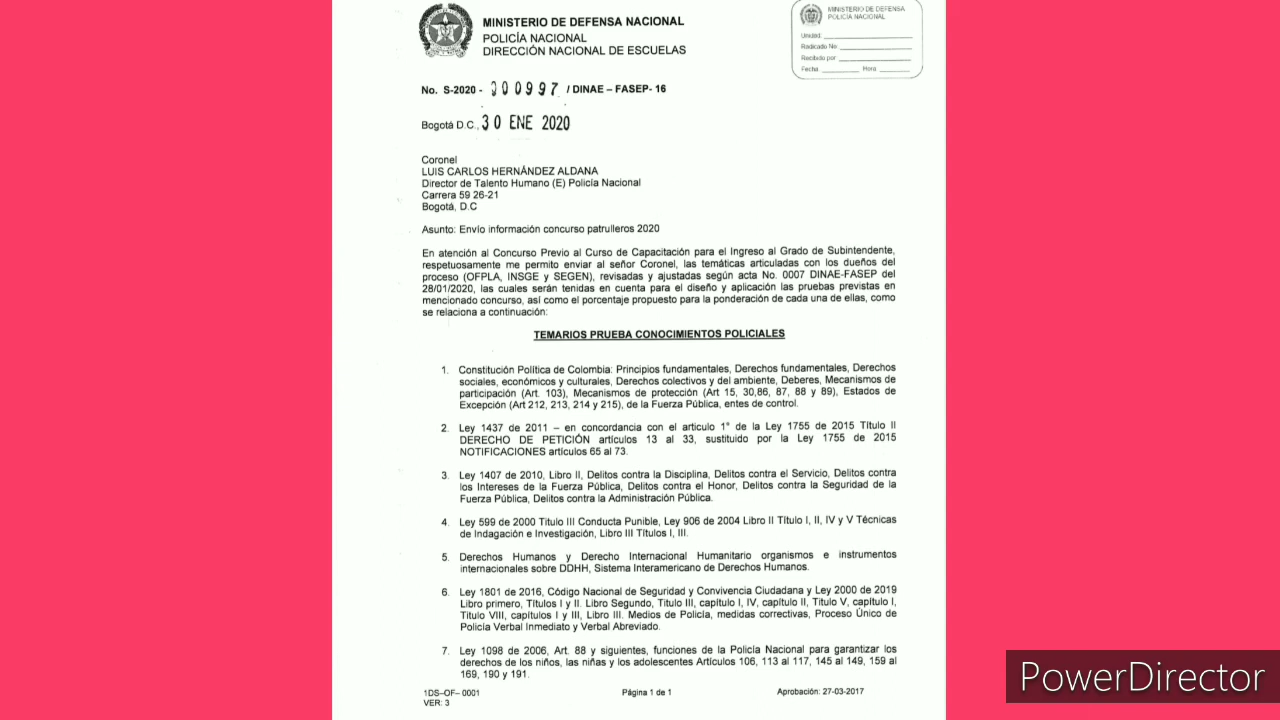 MINISTERIO DE DEFENSA NACIONAL
POLICÍA NACIONAL
DIRECCIÓN NACIONAL DE ESCUELAS
MINISTERIO DE DEFENSA
POLICÍA NACIONAL
Unidad:
Radicado No
Recibido por
Fecha Hora
No. S-2020 - 000997 / DINAE – FASEP- 16
Bogotá D.C., 30 ENE 2020
Coronel
LUIS CARLOS HERNÁNDEZ ALDANA
Director de Talento Humano (E) Policía Nacional
Carrera 59 26-21
Bogotá, D.C
Asunto: Envío información concurso patrulleros 2020
En atención al Concurso Previo al Curso de Capacitación para el Ingreso al Grado de Subintendente,
respetuosamente me permito enviar al señor Coronel, las temáticas articuladas con los dueños del
proceso (OFPLA, INSGE y SEGEN), revisadas y ajustadas según acta No. 0007 DINAE-FASEP del
28/01/2020, las cuales serán tenidas en cuenta para el diseño y aplicación las pruebas previstas en
mencionado concurso, así como el porcentaje propuesto para la ponderación de cada una de ellas, como
se relaciona a continuación:
TEMARIOS PRUEBA CONOCIMIENTOS POLICIALES
1. Constitución Política de Colombia: Principios fundamentales, Derechos fundamentales, Derechos
sociales, económicos y culturales, Derechos colectivos y del ambiente, Deberes, Mecanismos de
participación (Art. 103), Mecanismos de protección (Art 15, 30,86, 87, 88 y 89), Estados de
Excepción (Art 212, 213, 214 y 215), de la Fuerza Pública, entes de control.
2. Ley 1437 de 2011 – en concordancia con el articulo 1° de la Ley 1755 de 2015 Título II
DERECHO DE PETICIÓN artículos 13 al 33, sustituido por la Ley 1755 de 2015
NOTIFICACIONES artículos 65 al 73.
3. Ley 1407 de 2010, Libro II, Delitos contra la Disciplina, Delitos contra el Servicio, Delitos contra
los Intereses de la Fuerza Pública, Delitos contra el Honor, Delitos contra la Seguridad de la
Fuerza Pública, Delitos contra la Administración Pública.
4. Ley 599 de 2000 Titulo III Conducta Punible, Ley 906 de 2004 Libro II Título I, II, IV y V Técnicas
de Indagación e Investigación, Libro III Títulos I, III.
5. Derechos Humanos y Derecho Internacional Humanitario organismos e instrumentos
internacionales sobre DDHH, Sistema Interamericano de Derechos Humanos.
6. Ley 1801 de 2016, Código Nacional de Seguridad y Convivencia Ciudadana y Ley 2000 de 2019
Libro primero, Títulos I y II. Libro Segundo, Titulo III, capítulo I, IV, capítulo II, Titulo V, capítulo I,
Titulo VIII, capítulos I y III, Libro III. Medios de Policía, medidas correctivas, Proceso Único de
Policía Verbal Inmediato y Verbal Abreviado.
7. Ley 1098 de 2006, Art. 88 y siguientes, funciones de la Policía Nacional para garantizar los
derechos de los niños, las niñas y los adolescentes Artículos 106, 113 al 117, 145 al 149, 159 al
169, 190 y 191.
1DS–OF– 0001 Página 1 de 1 Aprobación: 27-03-2017
VER: 3
PowerDirector